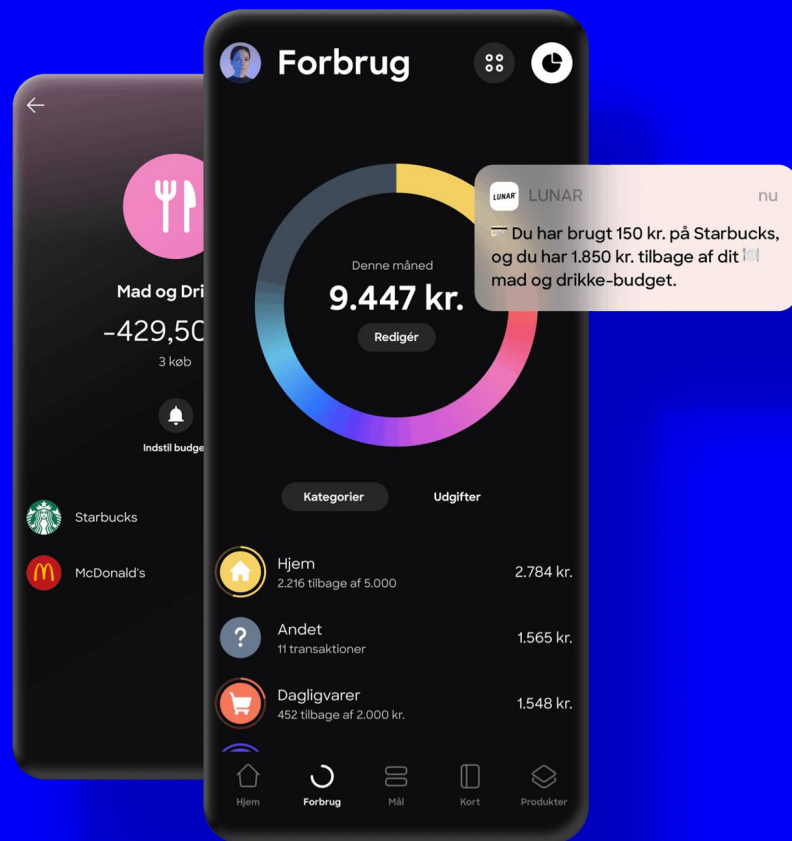 Mad og Dri
-429,50
3 køb
Indstil budge
Starbucks
McDonald's
Forbrug
Denne måned
9.447 kr.
Redigér
LUNAR
LUNAR
nu
Du har brugt 150 kr. på Starbucks,
og du har 1.850 kr. tilbage af dit
mad og drikke-budget.
Kategorier
Udgifter
Hjem
2.784 kr.
2.216 tilbage af 5.000
Andet
1.565 kr.
11 transaktioner
Dagligvarer
1.548 kr.
452 tilbage af 2.000 kr.
Hjem
Forbrug
Mål
Kort
Produkter